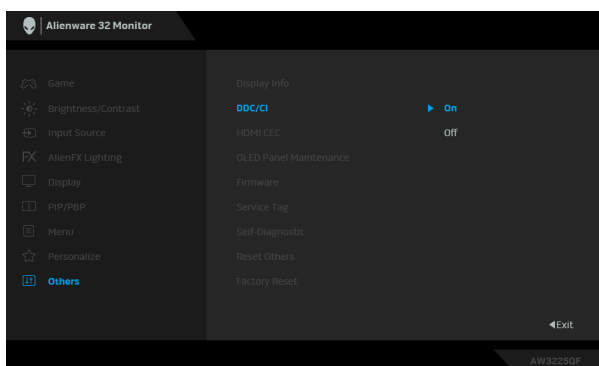 Alienware 32 Monitor
Game
Display Info
Brightness/Contrast
DDC/CI
On
Input Source
HDMI CEC
Off
AlienFX Lighting
OLED Panel Maintenance
Display
Firmware
PIP/PBP
Service Tag
Menu
Self-Diagnostic
Personalize
Reset Others
Others
Factory Reset
Exit
AW3225QF